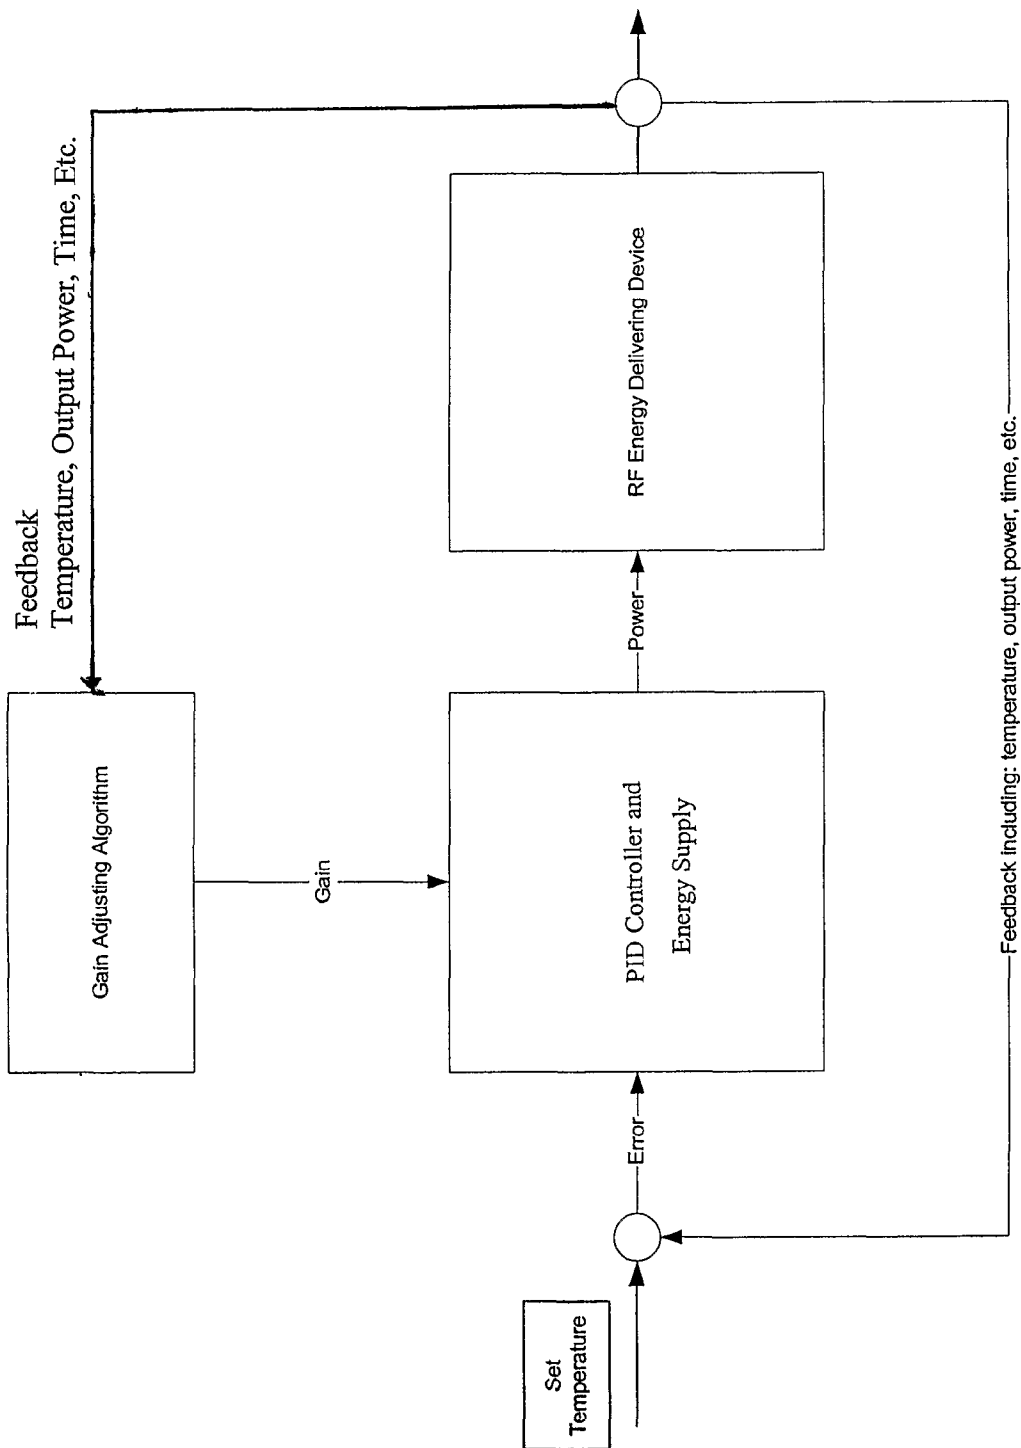 Feedback
Temperature, Output Power, Time, Etc.
Gain Adjusting Algorithm
Gain
Set
Temperature
Error
PID Controller and
Energy Supply
Power
RF Energy Delivering Device
Feedback including: temperature, output power, time, etc.